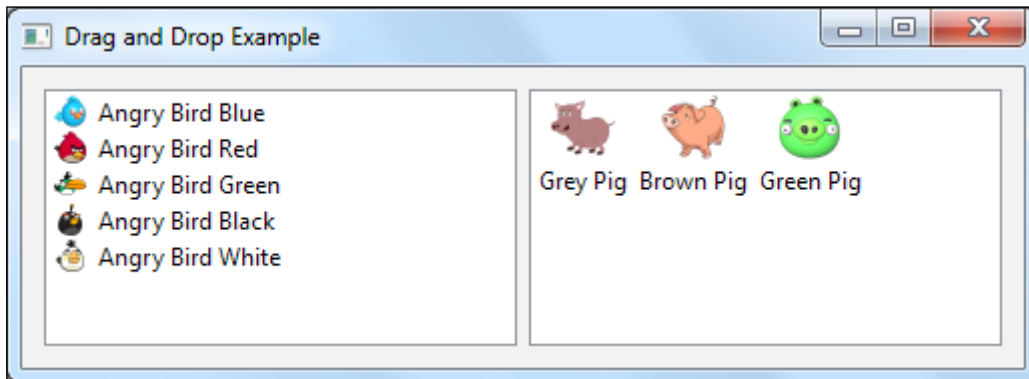 Drag and Drop Example
Angry Bird Blue
Angry Bird Red
Angry Bird Green
Angry Bird Black
Angry Bird White
Grey Pig Brown Pig Green Pig